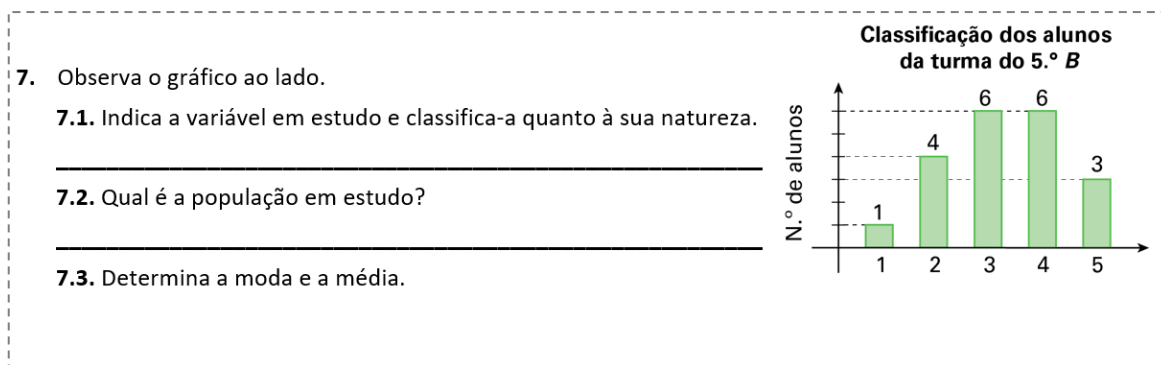 7. Observa o gráfico ao lado.
7.1. Indica a variável em estudo e classifica-a quanto à sua natureza.
7.2. Qual é a população em estudo?
7.3. Determina a moda e a média.
Classificação dos alunos
da turma do 5.º B
N.º de alunos
1
4
6
6
3
1 2 3 4 5